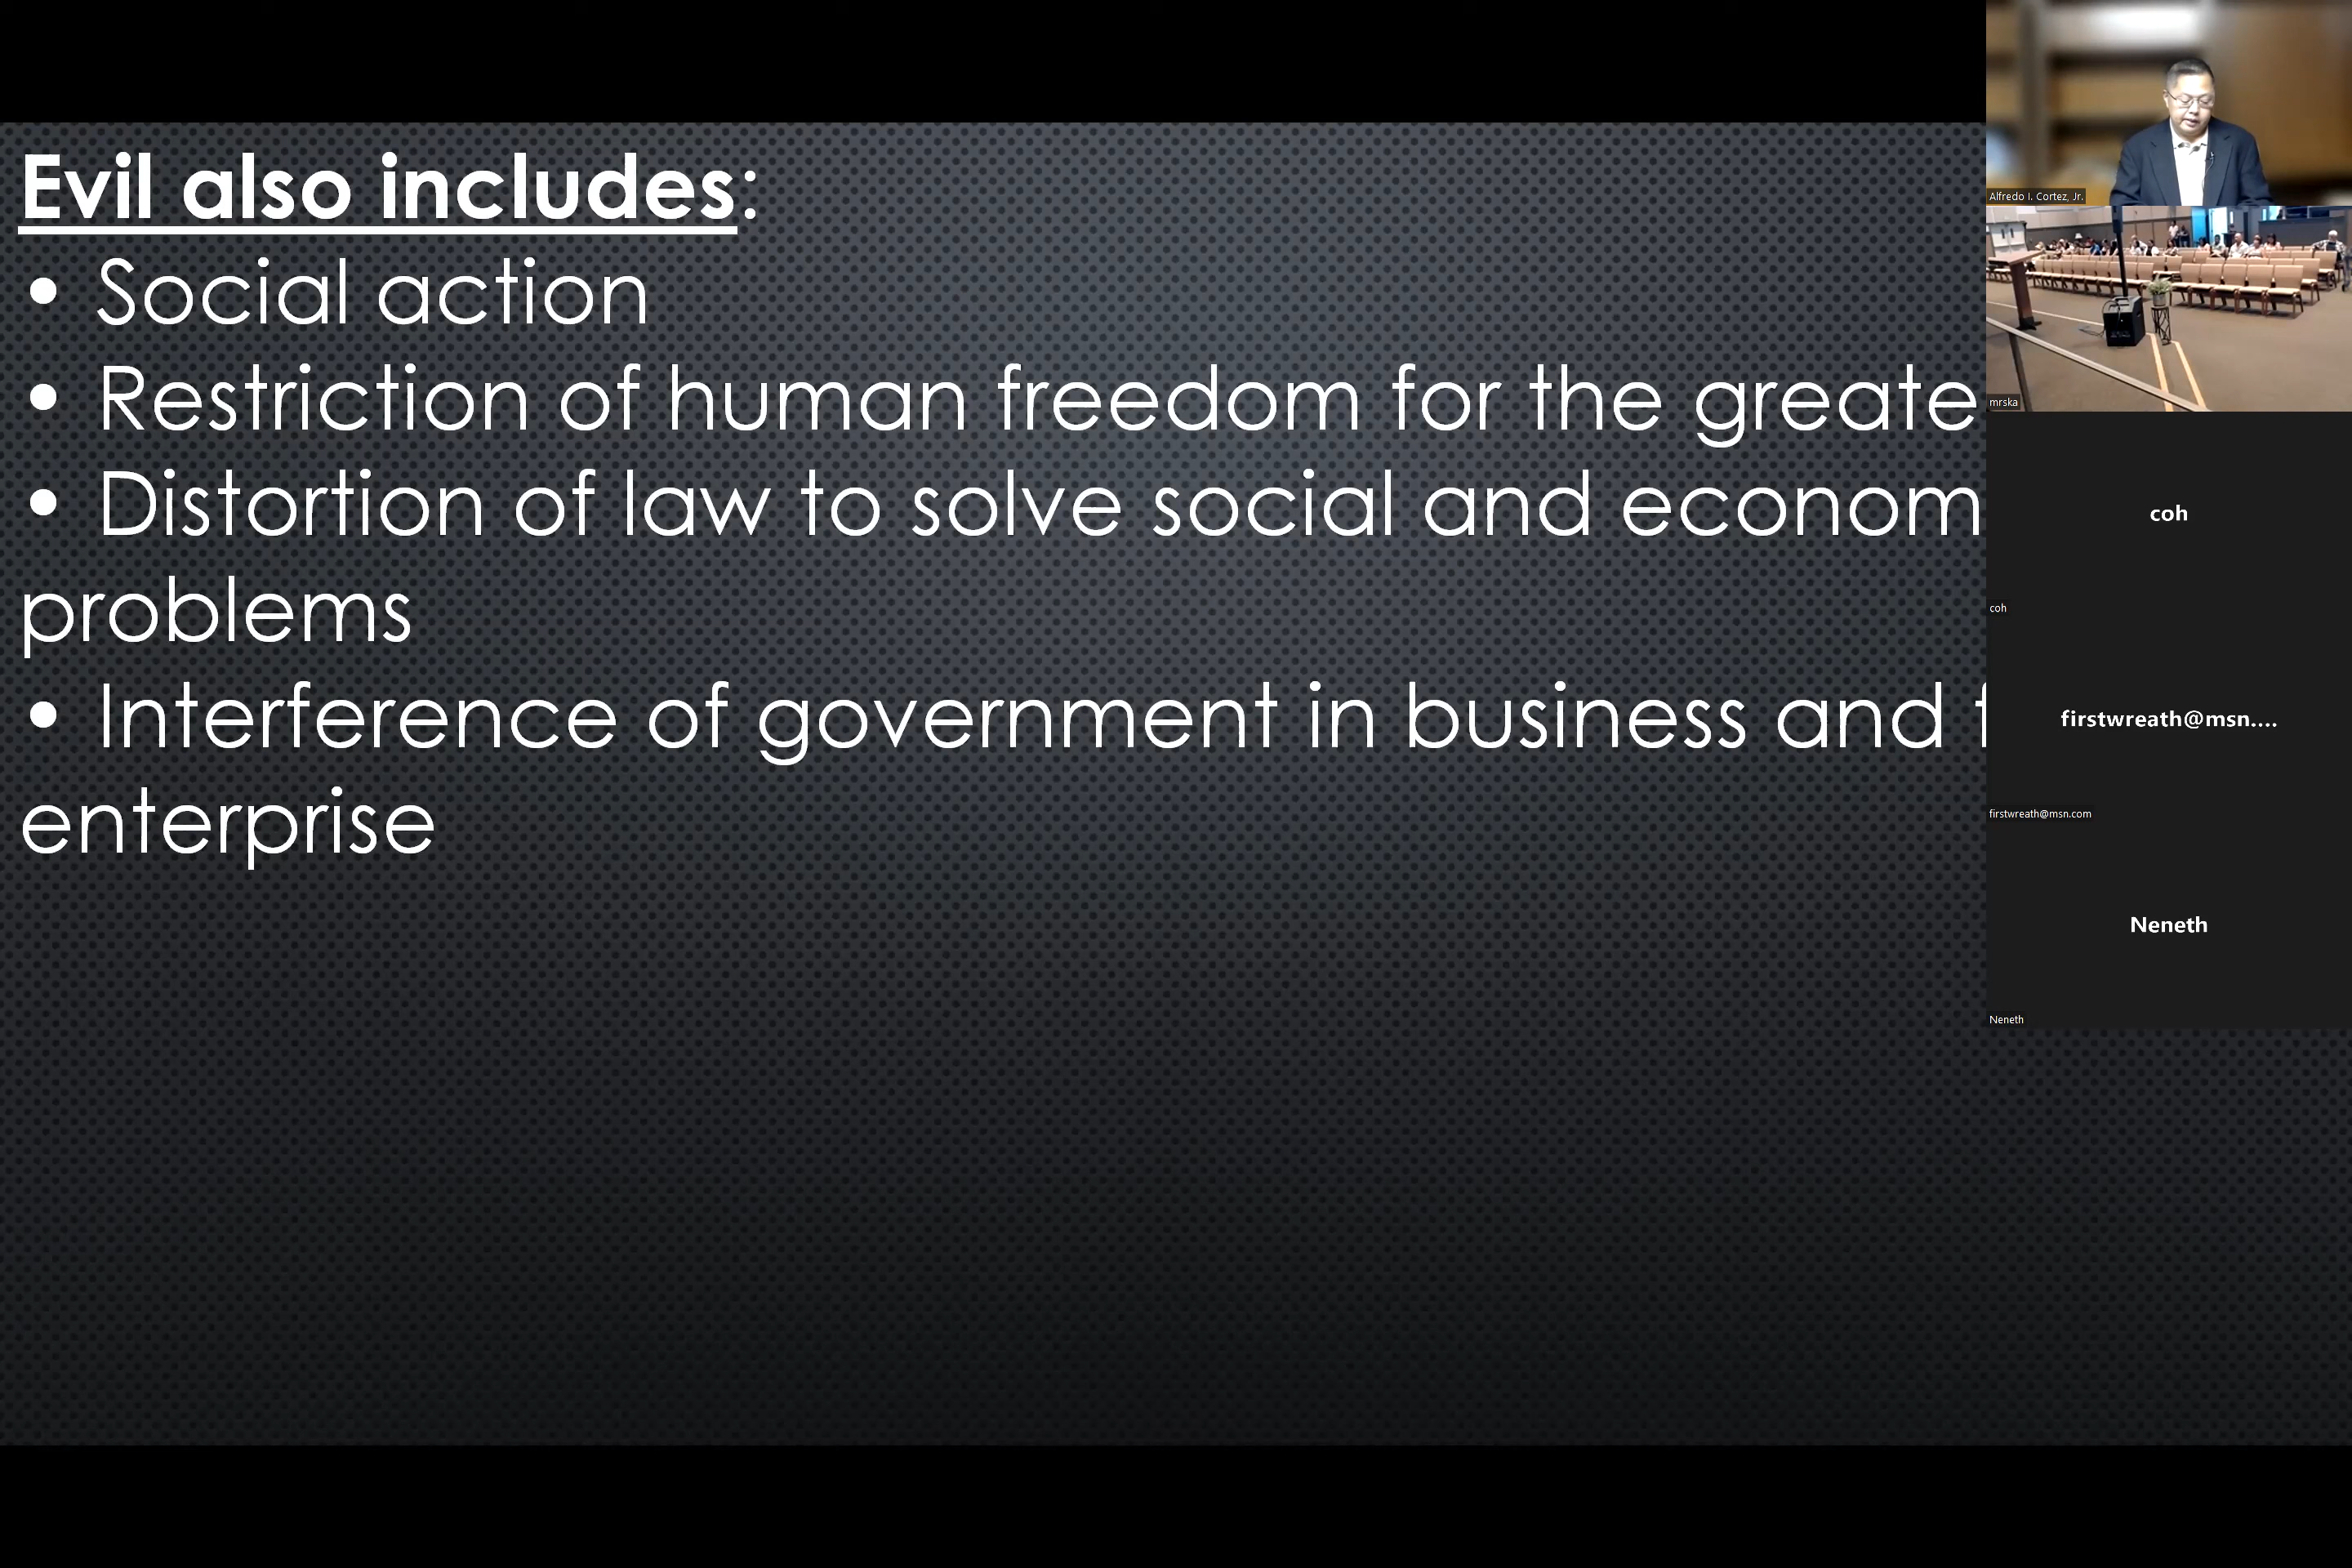 Evil also includes:
• Social action
• Restriction of human freedom for the greate
• Distortion of law to solve social and econom
problems
• Interference of government in business and f
enterprise
Alfredo I. Cortez, Jr.
mrska
coh
coh
firstwreath@msn....
firstwreath@msn.com
Neneth
Neneth